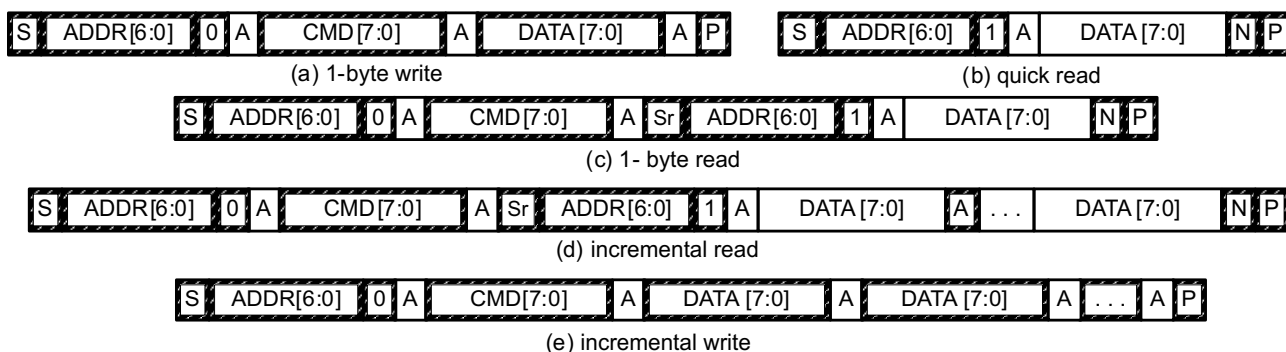 S ADDR[6:0] 0 A CMD[7:0] A DATA [7:0] A P
(a) 1-byte write
S ADDR[6:0] 1 A DATA [7:0] N P
(b) quick read
S ADDR[6:0] 0 A CMD[7:0] A Sr ADDR[6:0] 1 A DATA [7:0] N P
(c) 1- byte read
S ADDR[6:0] 0 A CMD[7:0] A Sr ADDR[6:0] 1 A DATA [7:0] A . . . DATA [7:0] N P
(d) incremental read
S ADDR[6:0] 0 A CMD[7:0] A DATA [7:0] A DATA [7:0] A . . . A P
(e) incremental write